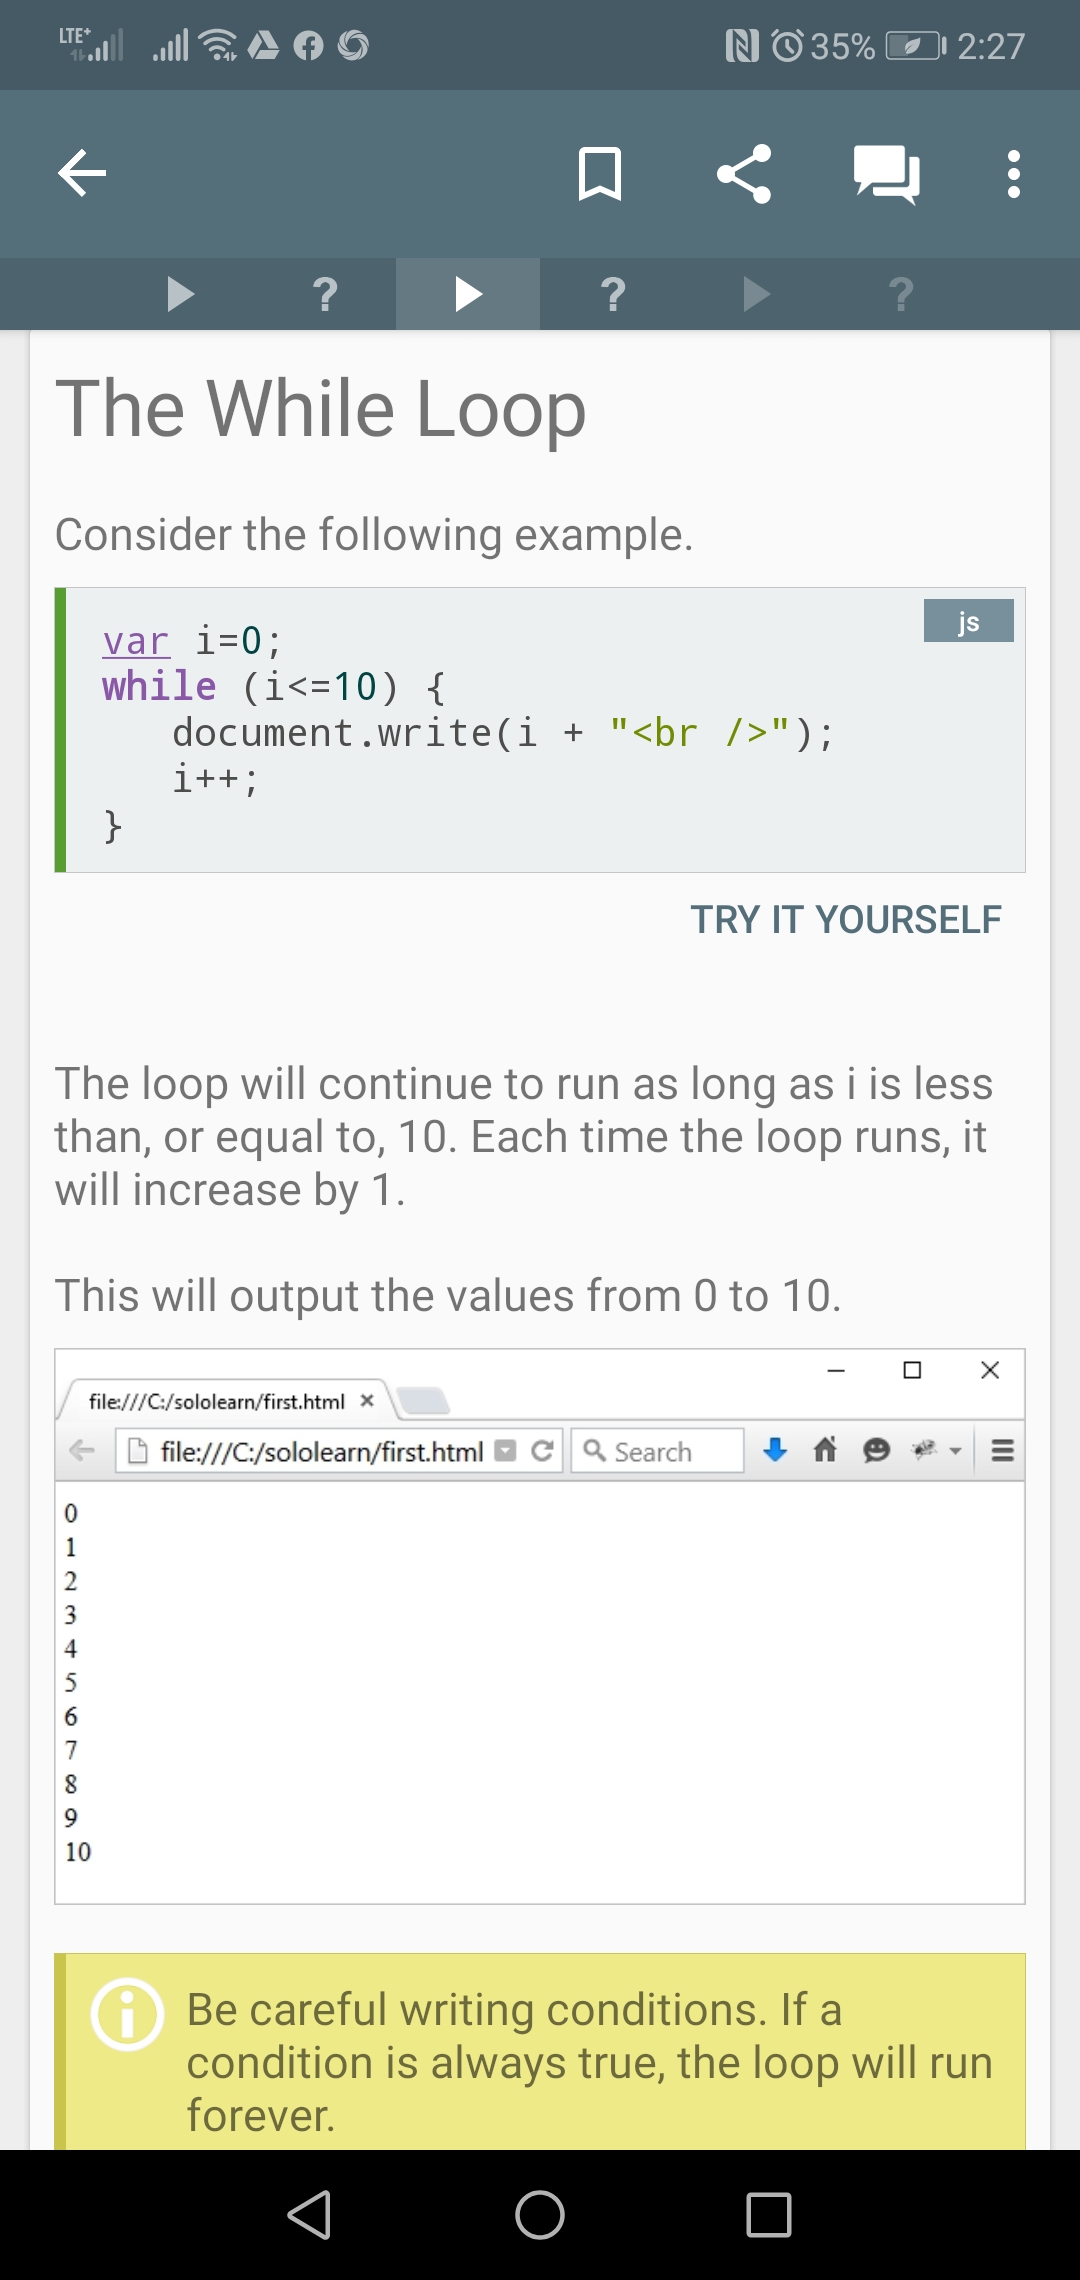 LTE+ 35% 2:27
? ? ?
The While Loop
Consider the following example.
js
var i=0;
while (i<=10) {
document.write(i + "<br />");
i++;
}
TRY IT YOURSELF
The loop will continue to run as long as i is less
than, or equal to, 10. Each time the loop runs, it
will increase by 1.
This will output the values from 0 to 10.
file:///C:/sololearn/first.html
file:///C:/sololearn/first.html Search
0
1
2
3
4
5
6
7
8
9
10
Be careful writing conditions. If a
condition is always true, the loop will run
forever.